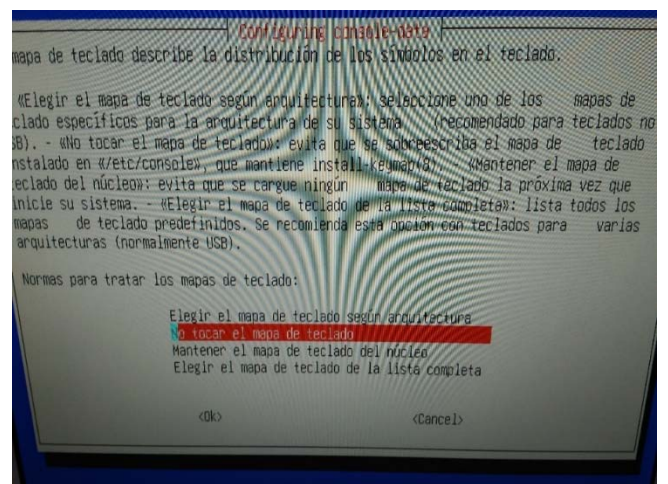 Configuring console-data
mapa de teclado describe la distribución de los símbolos en el teclado.
«Elegir el mapa de teclado según arquitectura»: seleccione uno de los mapas de
clado específicos para la arquitectura de su sistema (recomendado para teclados no
SB). - «No tocar el mapa de teclado»: evita que se sobreescriba el mapa de teclado
nstalado en «/etc/console», que mantiene install-keymap(8). - «Mantener el mapa de
teclado del núcleo»: evita que se cargue ningún mapa de teclado la próxima vez que
inicie su sistema. - «Elegir el mapa de teclado de la lista completa»: lista todos los
mapas de teclado predefinidos. Se recomienda esta opción con teclados para varias
arquitecturas (normalmente USB).
Normas para tratar los mapas de teclado:
Elegir el mapa de teclado según arquitectura
No tocar el mapa de teclado
Mantener el mapa de teclado del núcleo
Elegir el mapa de teclado de la lista completa
<Ok> <Cancel>